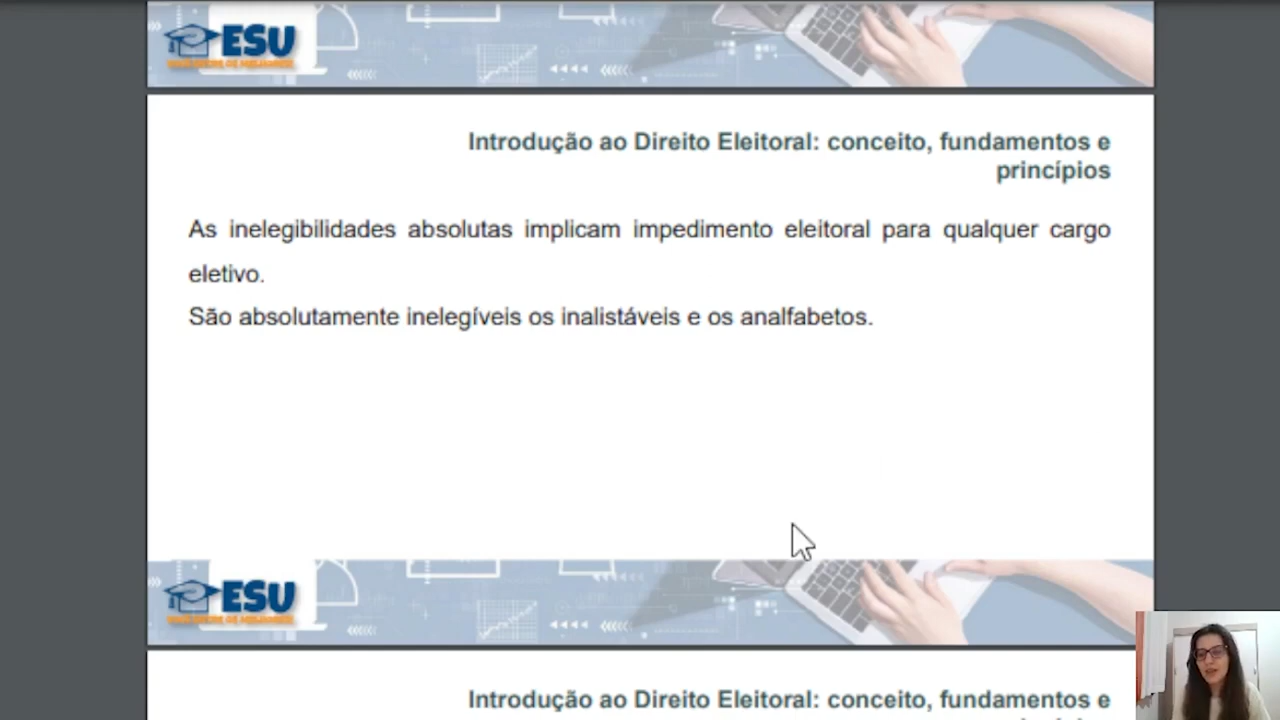 ESU
Introdução ao Direito Eleitoral: conceito, fundamentos e
princípios
As inelegibilidades absolutas implicam impedimento eleitoral para qualquer cargo
eletivo.
São absolutamente inelegíveis os inalistáveis e os analfabetos.
ESU
Introdução ao Direito Eleitoral: conceito, fundamentos e